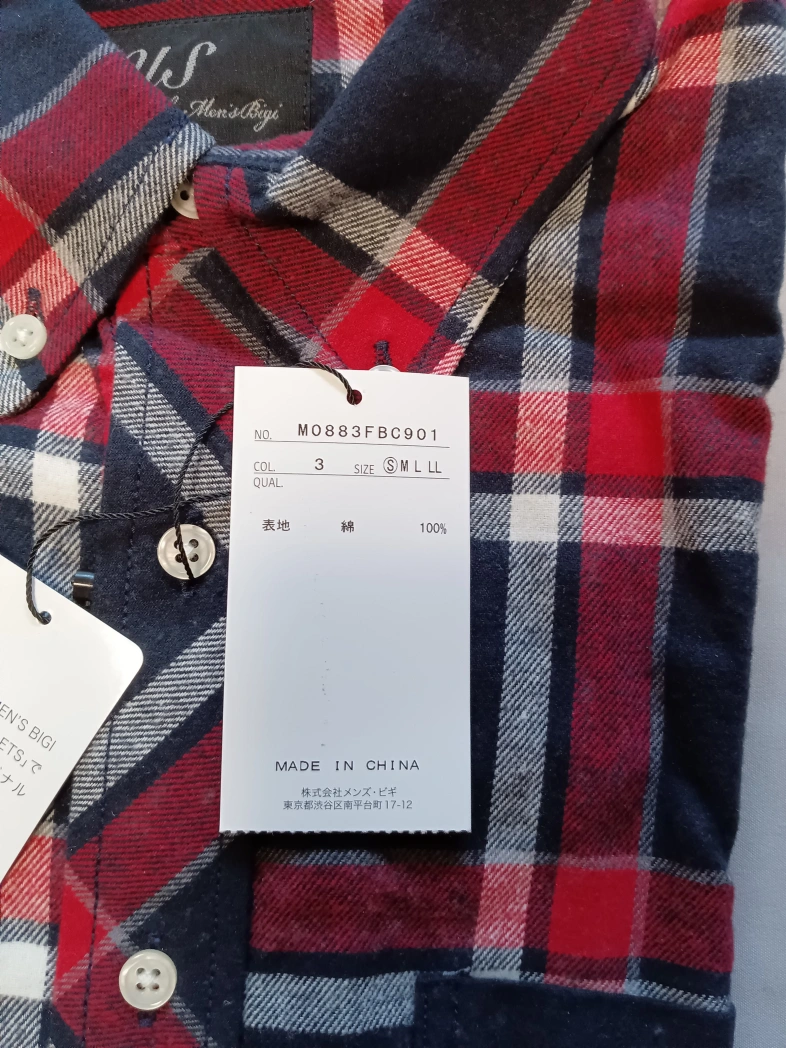 Men's Bigi
NO. M0883FBC901
COL. 3 SIZE Ⓢ M L LL
QUAL.
表地 綿 100%
MADE IN CHINA
株式会社メンズ・ビギ
東京都渋谷区南平台町17-12
EN'S BIGI
ETS」で
ナル